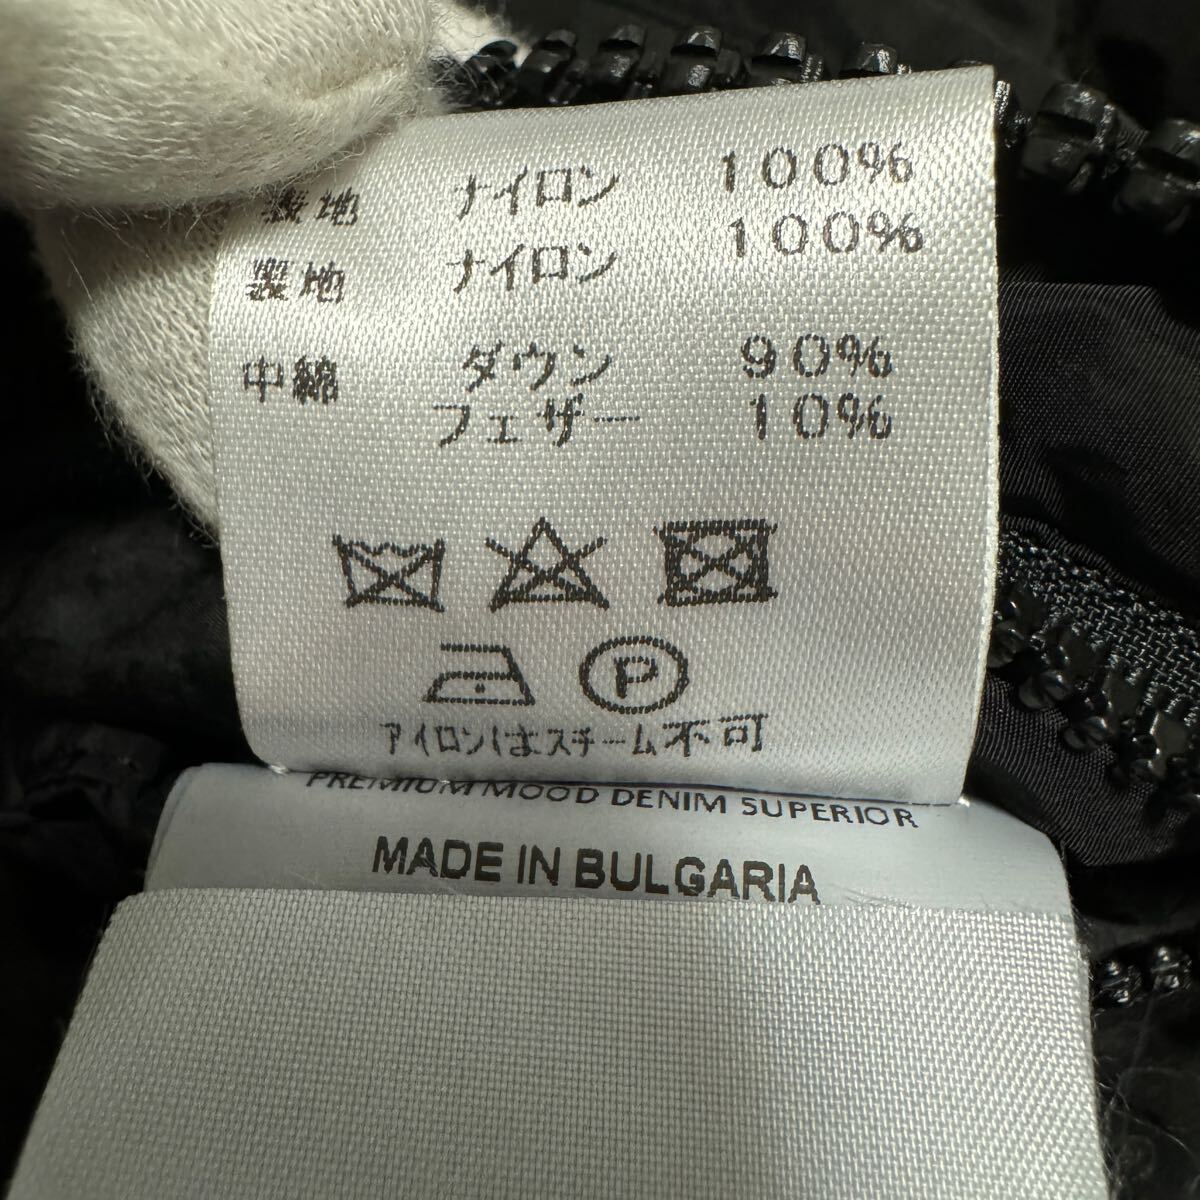 表地 ナイロン 100%
裏地 ナイロン 100%
中綿 ダウン 90%
フェザー 10%
P
アイロンはスチーム不可
PREMIUM MOOD DENIM SUPERIOR
MADE IN BULGARIA